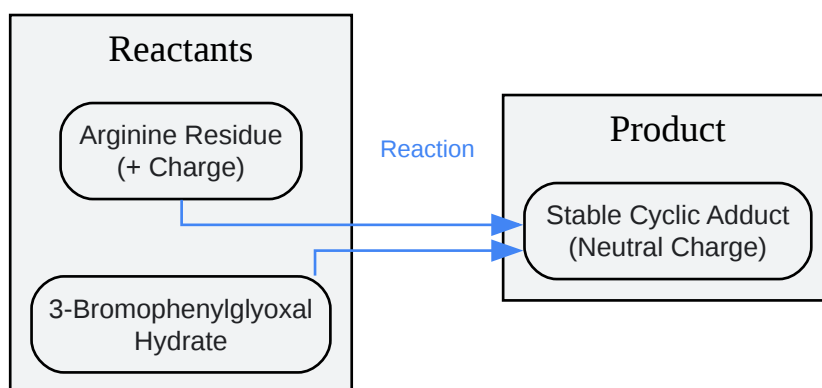 Reactants
Arginine Residue
(+ Charge)
3-Bromophenylglyoxal
Hydrate
Reaction
Product
Stable Cyclic Adduct
(Neutral Charge)